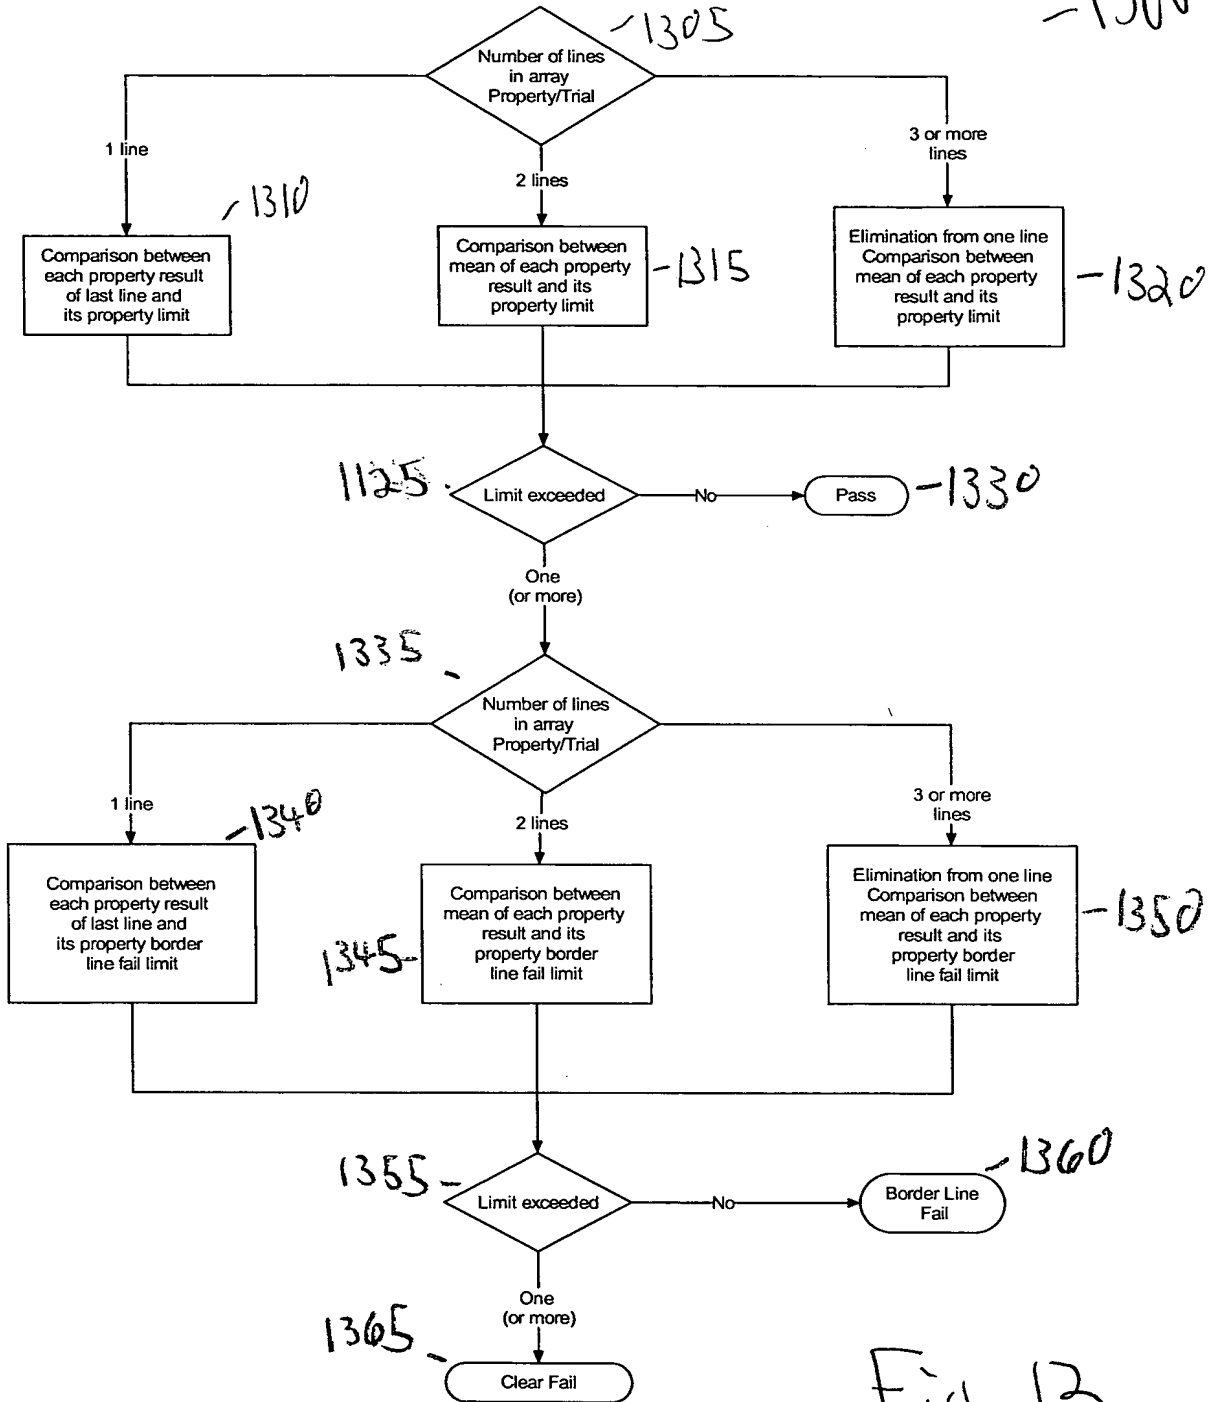 -1300
Number of lines
in array
Property/Trial
-1305
1 line
2 lines
3 or more
lines
-1310
Comparison between
each property result
of last line and
its property limit
Comparison between
mean of each property
result and its
property limit
-1315
Elimination from one line
Comparison between
mean of each property
result and its
property limit
-1320
1125
Limit exceeded
No
Pass
-1330
One
(or more)
1335
Number of lines
in array
Property/Trial
1 line
2 lines
3 or more
lines
-1340
Comparison between
each property result
of last line and
its property border
line fail limit
1345-
Comparison between
mean of each property
result and its
property border
line fail limit
Elimination from one line
Comparison between
mean of each property
result and its
property border
line fail limit
-1350
1355-
Limit exceeded
No
Border Line
Fail
-1360
One
(or more)
1365-
Clear Fail
Fig. 13